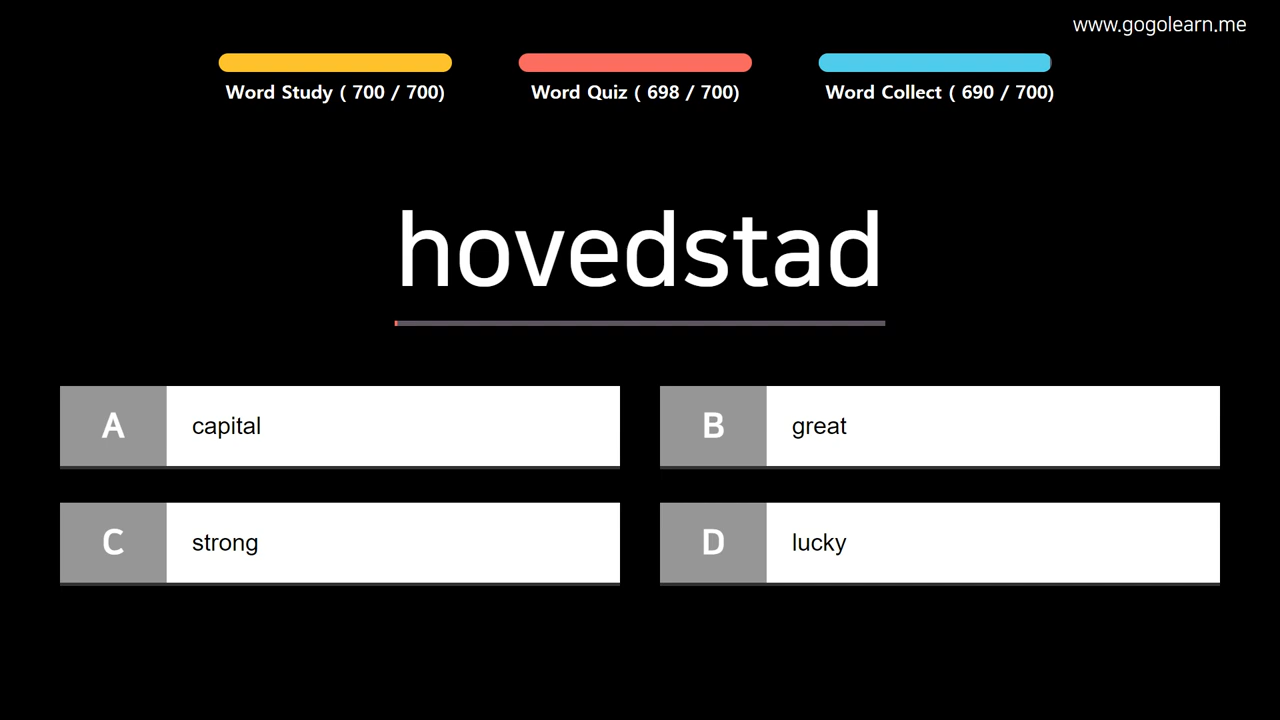 www.gogolearn.me
Word Study ( 700 / 700)
Word Quiz ( 698 / 700)
Word Collect ( 690 / 700)
hovedstad
A capital
B great
C strong
D lucky